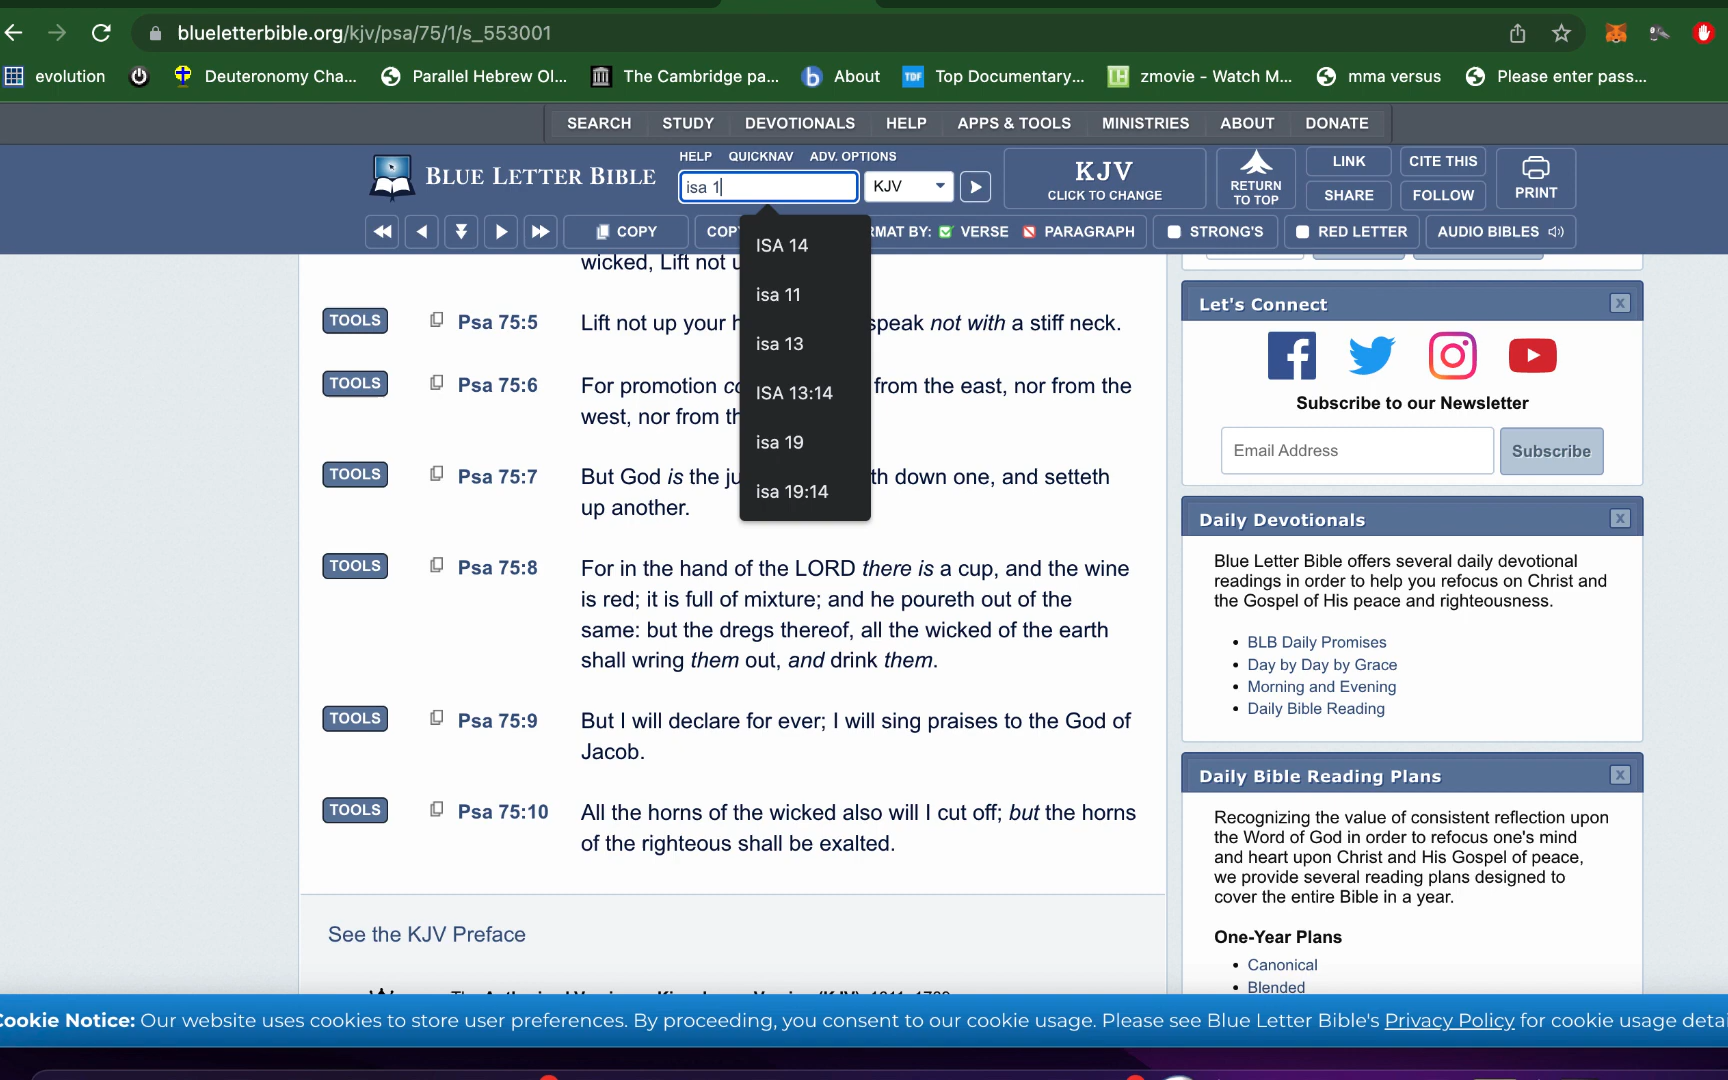 blueletterbible.org/kjv/psa/75/1/s_553001
evolution Deuteronomy Cha... Parallel Hebrew Ol... The Cambridge pa... About Top Documentary... zmovie - Watch M... mma versus Please enter pass...
SEARCH STUDY DEVOTIONALS HELP APPS & TOOLS MINISTRIES ABOUT DONATE
HELP QUICKNAV ADV. OPTIONS
BLUE LETTER BIBLE
isa 1
KJV
KJV
CLICK TO CHANGE
RETURN
TO TOP
LINK
CITE THIS
SHARE
FOLLOW
PRINT
COPY
COP
RMAT BY: VERSE PARAGRAPH
STRONG'S
RED LETTER
AUDIO BIBLES
ISA 14
isa 11
isa 13
ISA 13:14
isa 19
isa 19:14
wicked, Lift not u
TOOLS Psa 75:5 Lift not up your h speak not with a stiff neck.
TOOLS Psa 75:6 For promotion co from the east, nor from the
west, nor from th
TOOLS Psa 75:7 But God is the ju th down one, and setteth
up another.
TOOLS Psa 75:8 For in the hand of the LORD there is a cup, and the wine
is red; it is full of mixture; and he poureth out of the
same: but the dregs thereof, all the wicked of the earth
shall wring them out, and drink them.
TOOLS Psa 75:9 But I will declare for ever; I will sing praises to the God of
Jacob.
TOOLS Psa 75:10 All the horns of the wicked also will I cut off; but the horns
of the righteous shall be exalted.
See the KJV Preface
Let's Connect
X
Subscribe to our Newsletter
Email Address
Subscribe
Daily Devotionals
X
Blue Letter Bible offers several daily devotional
readings in order to help you refocus on Christ and
the Gospel of His peace and righteousness.
• BLB Daily Promises
• Day by Day by Grace
• Morning and Evening
• Daily Bible Reading
Daily Bible Reading Plans
X
Recognizing the value of consistent reflection upon
the Word of God in order to refocus one's mind
and heart upon Christ and His Gospel of peace,
we provide several reading plans designed to
cover the entire Bible in a year.
One-Year Plans
• Canonical
• Blended
Cookie Notice: Our website uses cookies to store user preferences. By proceeding, you consent to our cookie usage. Please see Blue Letter Bible's Privacy Policy for cookie usage detai